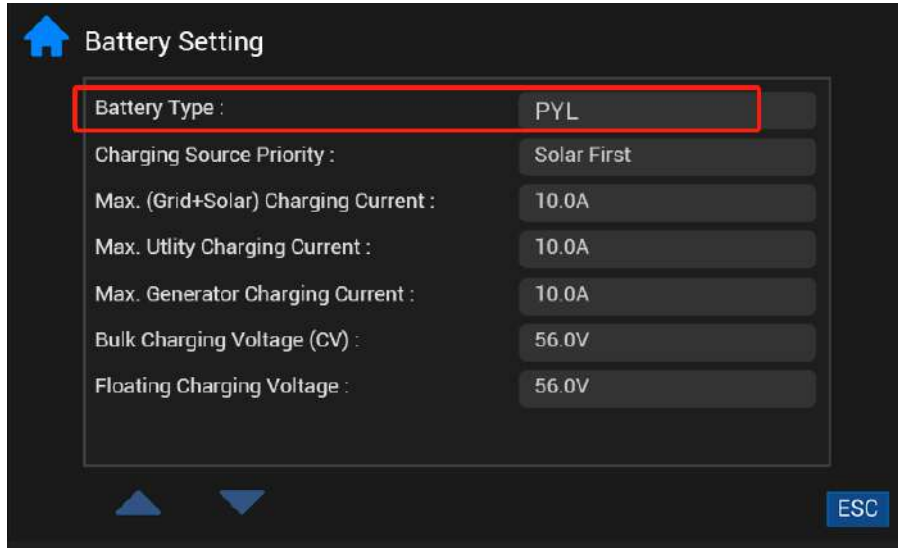 Battery Setting
Battery Type : PYL
Charging Source Priority : Solar First
Max. (Grid+Solar) Charging Current : 10.0A
Max. Utlity Charging Current : 10.0A
Max. Generator Charging Current : 10.0A
Bulk Charging Voltage (CV) : 56.0V
Floating Charging Voltage : 56.0V
ESC